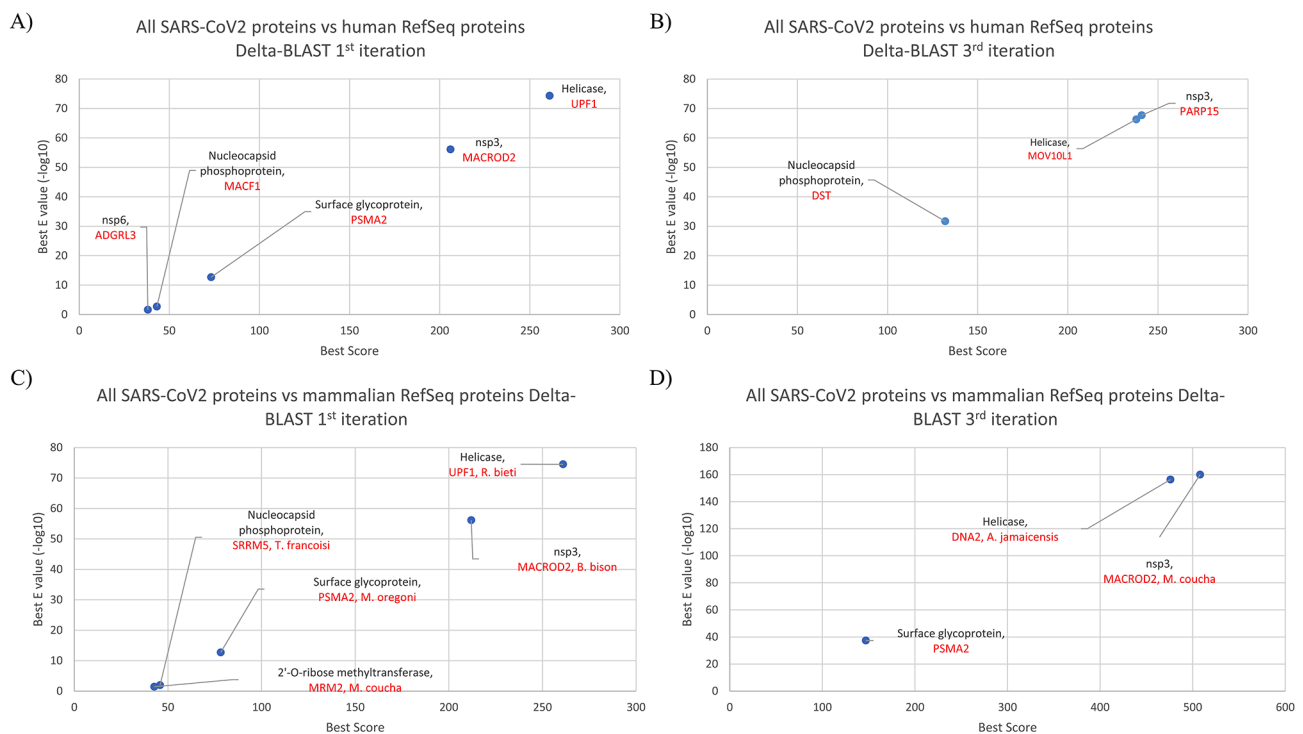 A)
All SARS-CoV2 proteins vs human RefSeq proteins
Delta-BLAST 1st iteration
80
70
60
50
40
30
20
10
0
Best E value (-log10)
Helicase,
UPF1
nsp3,
MACROD2
Nucleocapsid
phosphoprotein,
MACF1
Surface glycoprotein,
PSMA2
nsp6,
ADGRL3
0 50 100 150 200 250 300
Best Score
B)
All SARS-CoV2 proteins vs human RefSeq proteins
Delta-BLAST 3rd iteration
80
70
60
50
40
30
20
10
0
Best E value (-log10)
nsp3,
PARP15
Helicase,
MOV10L1
Nucleocapsid
phosphoprotein,
DST
0 50 100 150 200 250 300
Best Score
C)
All SARS-CoV2 proteins vs mammalian RefSeq proteins Delta-
BLAST 1st iteration
80
70
60
50
40
30
20
10
0
Best E value (-log10)
Helicase,
UPF1, R. bieti
Nucleocapsid
phosphoprotein,
SRRM5, T. francoisi
nsp3,
MACROD2, B. bison
Surface glycoprotein,
PSMA2, M. oregoni
2'-O-ribose methyltransferase,
MRM2, M. coucha
0 50 100 150 200 250 300
Best Score
D)
All SARS-CoV2 proteins vs mammalian RefSeq proteins Delta-
BLAST 3rd iteration
180
160
140
120
100
80
60
40
20
0
Best E value (-log10)
Helicase,
DNA2, A. jamaicensis
nsp3,
MACROD2, M. coucha
Surface glycoprotein,
PSMA2
0 100 200 300 400 500 600
Best Score